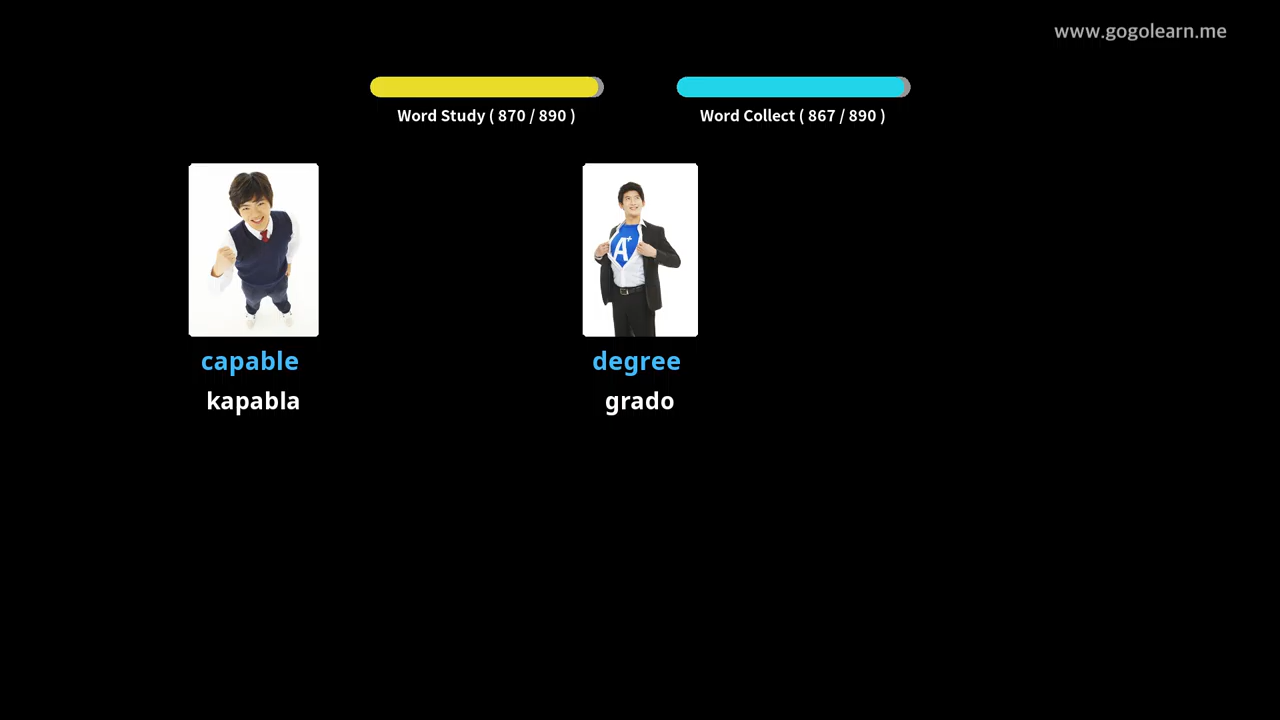 www.gogolearn.me
Word Study ( 870 / 890 )
Word Collect ( 867 / 890 )
A+
capable
degree
kapabla
grado